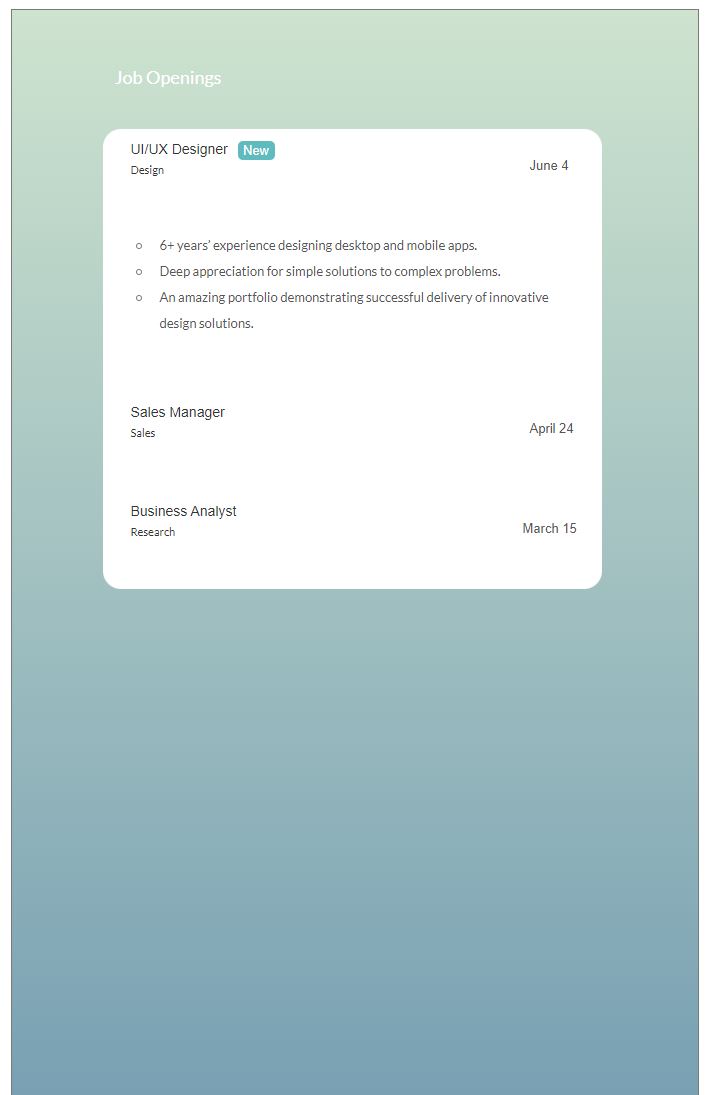 Job Openings
UI/UX Designer New
Design
June 4
6+ years’ experience designing desktop and mobile apps.
Deep appreciation for simple solutions to complex problems.
An amazing portfolio demonstrating successful delivery of innovative
design solutions.
Sales Manager
Sales
April 24
Business Analyst
Research
March 15